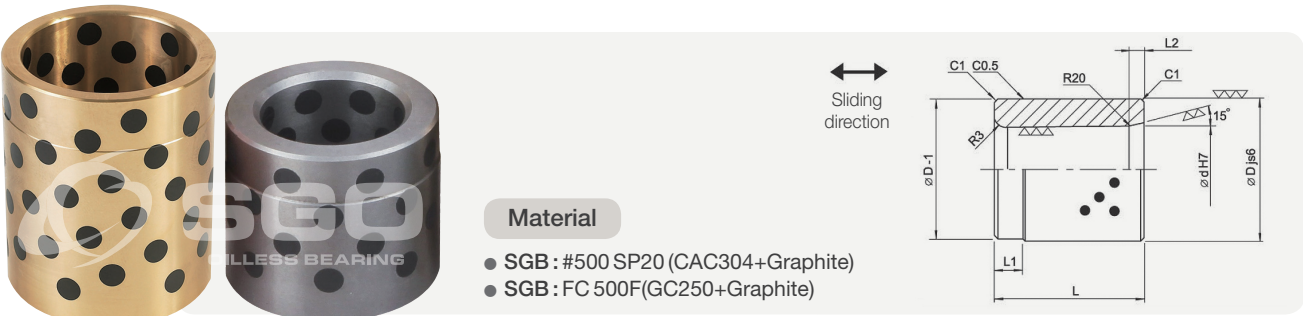 SGO
OILLESS BEARING
Material
SGB : #500 SP20 (CAC304+Graphite)
SGB : FC 500F(GC250+Graphite)
Sliding
direction
L2
C1 C0.5
R20
C1
15°
R3
⌀D-1
⌀d H7
⌀D js6
L1
L